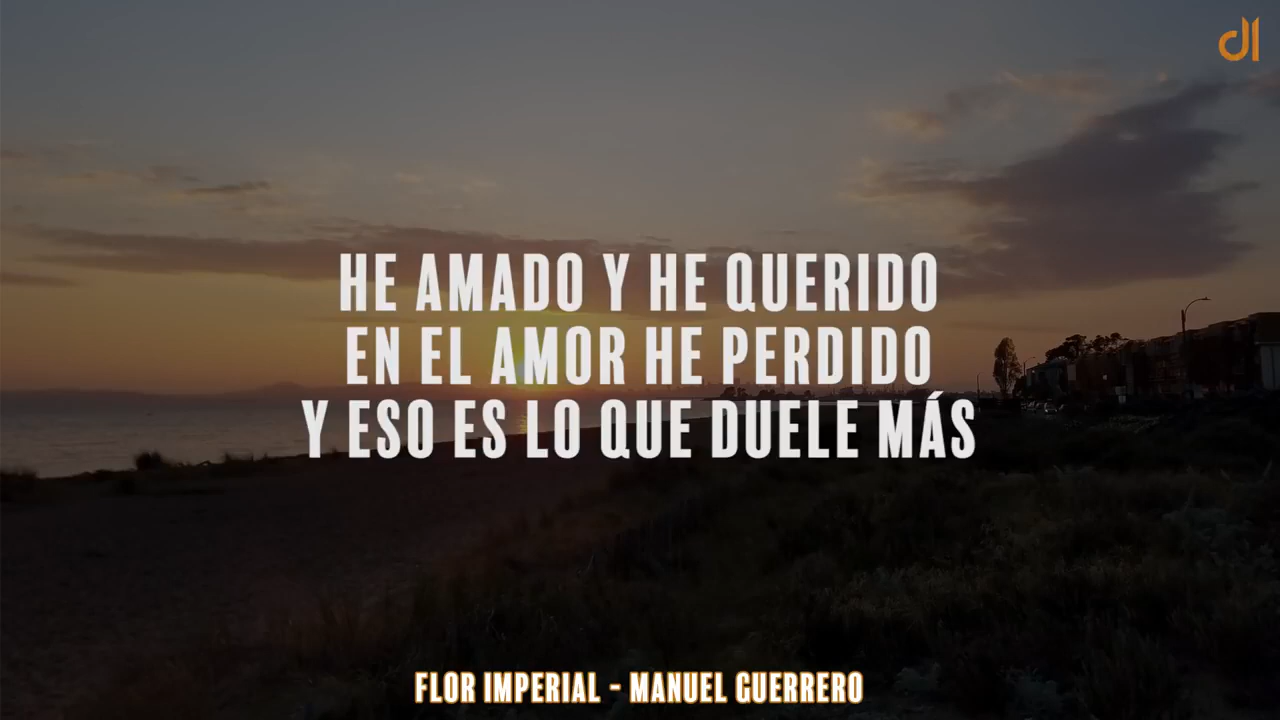 HE AMADO Y HE QUERIDO
EN EL AMOR HE PERDIDO
Y ESO ES LO QUE DUELE MÁS
FLOR IMPERIAL - MANUEL GUERRERO